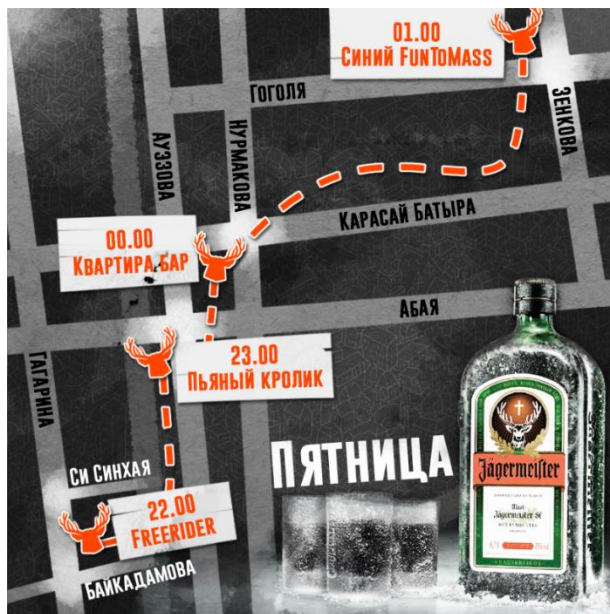 01.00
Синий FunToMass
Гоголя
Зенкова
Ауэзова
Нурмакова
Карасай Батыра
00.00
Квартира бар
Абая
23.00
Пьяный кролик
Гагарина
Си Синхая
22.00
Freerider
Байкадамова
Пятница
Jägermeister